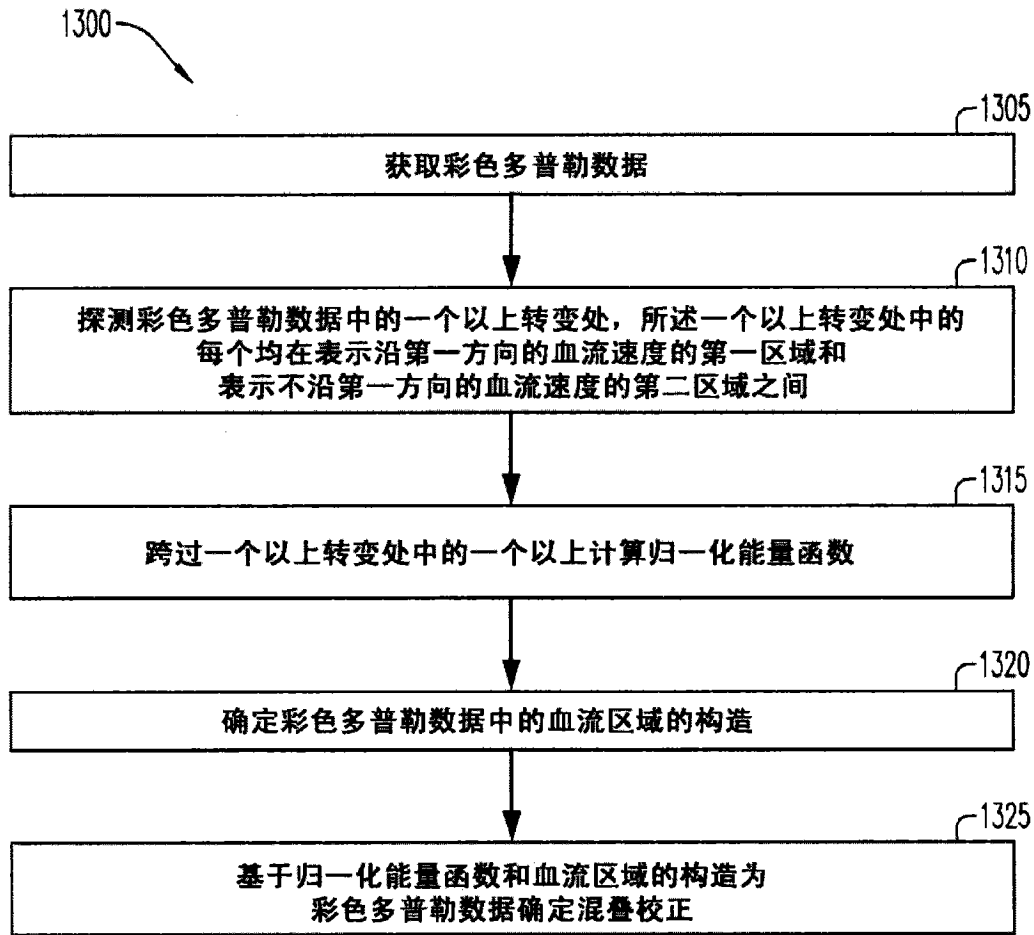 1300
1305
获取彩色多普勒数据
1310
探测彩色多普勒数据中的一个以上转变处，所述一个以上转变处中的
每个均在表示沿第一方向的血流速度的第一区域和
表示不沿第一方向的血流速度的第二区域之间
1315
跨过一个以上转变处中的一个以上计算归一化能量函数
1320
确定彩色多普勒数据中的血流区域的构造
1325
基于归一化能量函数和血流区域的构造为
彩色多普勒数据确定混叠校正